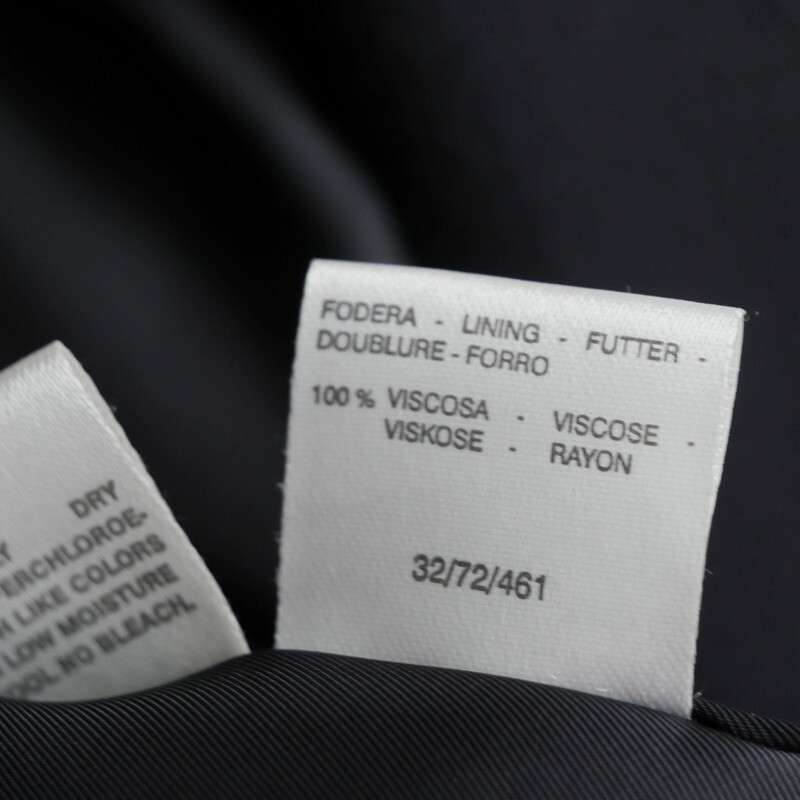 FODERA - LINING - FUTTER -
DOUBLURE - FORRO
100 % VISCOSA - VISCOSE -
VISKOSE - RAYON
32/72/461
DRY
ERCHLOROE-
LIKE COLORS
LOW MOISTURE
NO BLEACH.